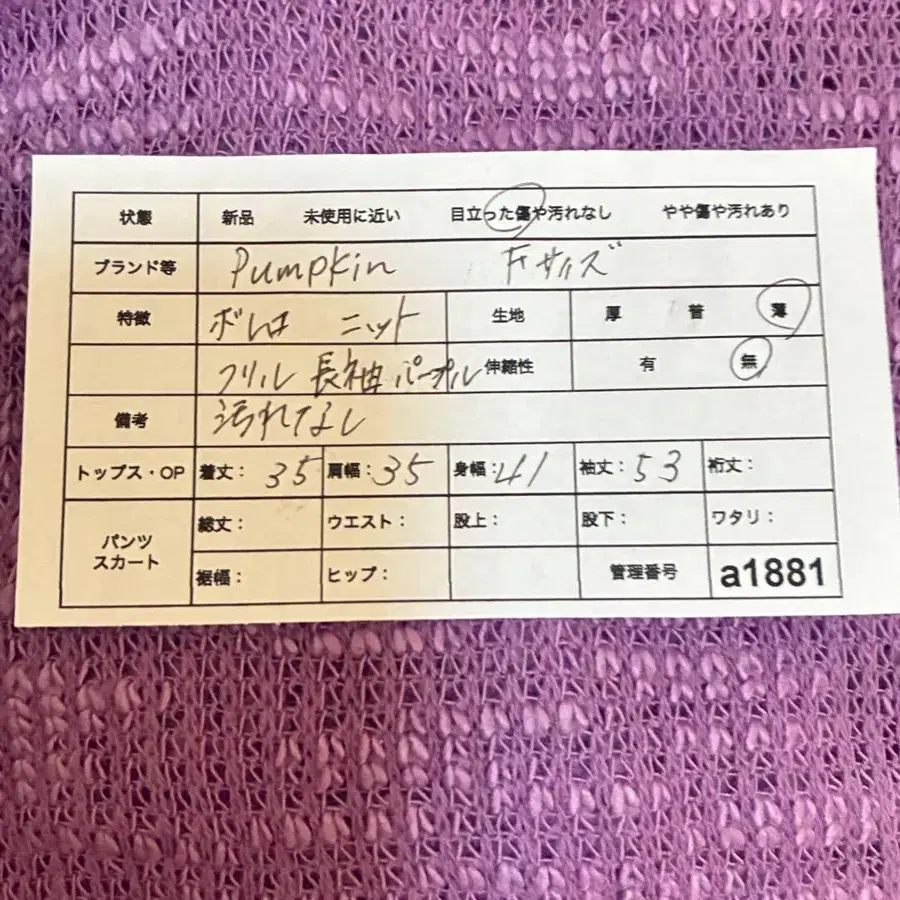 状態 新品 未使用に近い 目立った傷や汚れなし やや傷や汚れあり
ブランド等 Pumpkin Fサイズ
特徴 ボレロ ニット 生地 厚 普 薄
フリル 長袖 パープル 伸縮性 有 無
備考 汚れなし
トップス・OP 着丈: 35 肩幅: 35 身幅: 41 袖丈: 53 裄丈:
パンツ スカート 総丈: ウエスト: 股上: 股下: ワタリ:
裾幅: ヒップ: 管理番号 a1881